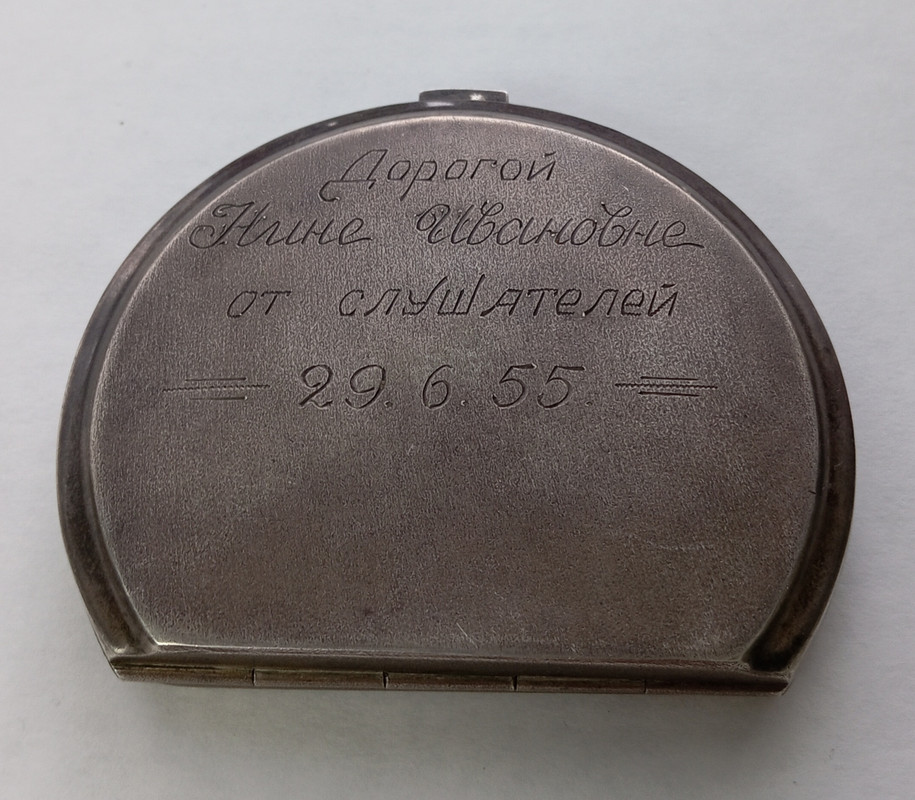 Дорогой
Нине Ивановне
от слушателей
29.6.55.